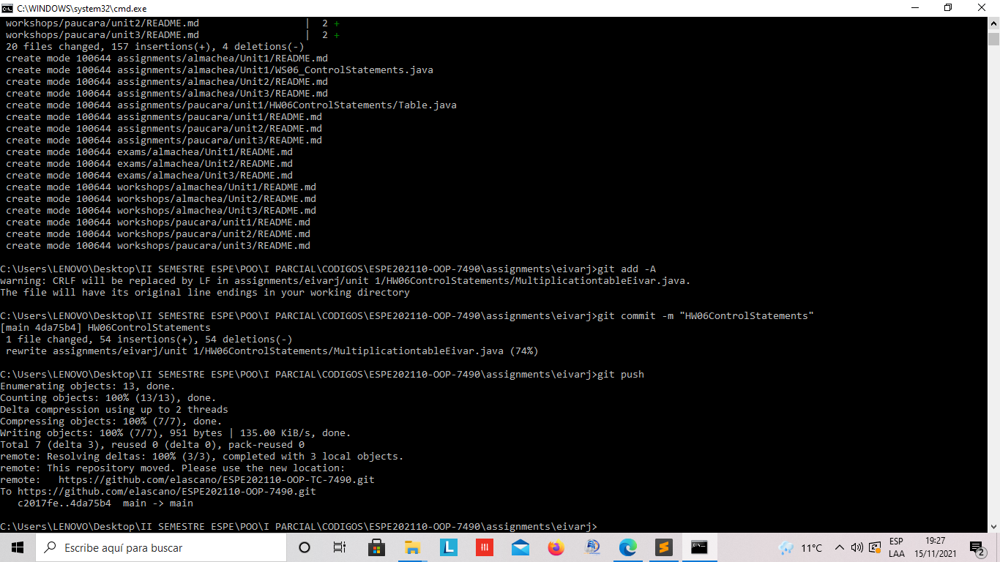 C:\WINDOWS\system32\cmd.exe
workshops/paucara/unit2/README.md | 2 +
workshops/paucara/unit3/README.md | 2 +
20 files changed, 157 insertions(+), 4 deletions(-)
create mode 100644 assignments/almachea/Unit1/README.md
create mode 100644 assignments/almachea/Unit1/WS06_ControlStatements.java
create mode 100644 assignments/almachea/Unit2/README.md
create mode 100644 assignments/almachea/Unit3/README.md
create mode 100644 assignments/paucara/unit1/HW06ControlStatements/Table.java
create mode 100644 assignments/paucara/unit1/README.md
create mode 100644 assignments/paucara/unit2/README.md
create mode 100644 assignments/paucara/unit3/README.md
create mode 100644 exams/almachea/Unit1/README.md
create mode 100644 exams/almachea/Unit2/README.md
create mode 100644 exams/almachea/Unit3/README.md
create mode 100644 workshops/almachea/Unit1/README.md
create mode 100644 workshops/almachea/Unit2/README.md
create mode 100644 workshops/almachea/Unit3/README.md
create mode 100644 workshops/paucara/unit1/README.md
create mode 100644 workshops/paucara/unit2/README.md
create mode 100644 workshops/paucara/unit3/README.md
C:\Users\LENOVO\Desktop\II SEMESTRE ESPE\POO\I PARCIAL\CODIGOS\ESPE202110-OOP-7490\assignments\eivarj>git add -A
warning: CRLF will be replaced by LF in assignments/eivarj/unit 1/HW06ControlStatements/MultiplicationtableEivar.java.
The file will have its original line endings in your working directory
C:\Users\LENOVO\Desktop\II SEMESTRE ESPE\POO\I PARCIAL\CODIGOS\ESPE202110-OOP-7490\assignments\eivarj>git commit -m "HW06ControlStatements"
[main 4da75b4] HW06ControlStatements
1 file changed, 54 insertions(+), 54 deletions(-)
rewrite assignments/eivarj/unit 1/HW06ControlStatements/MultiplicationtableEivar.java (74%)
C:\Users\LENOVO\Desktop\II SEMESTRE ESPE\POO\I PARCIAL\CODIGOS\ESPE202110-OOP-7490\assignments\eivarj>git push
Enumerating objects: 13, done.
Counting objects: 100% (13/13), done.
Delta compression using up to 2 threads
Compressing objects: 100% (7/7), done.
Writing objects: 100% (7/7), 951 bytes | 135.00 KiB/s, done.
Total 7 (delta 3), reused 0 (delta 0), pack-reused 0
remote: Resolving deltas: 100% (3/3), completed with 3 local objects.
remote: This repository moved. Please use the new location:
remote:   https://github.com/elascano/ESPE202110-OOP-TC-7490.git
To https://github.com/elascano/ESPE202110-OOP-7490.git
c2017fe..4da75b4  main -> main
C:\Users\LENOVO\Desktop\II SEMESTRE ESPE\POO\I PARCIAL\CODIGOS\ESPE202110-OOP-7490\assignments\eivarj>
Escribe aquí para buscar
11°C
ESP
LAA
19:27
15/11/2021
2